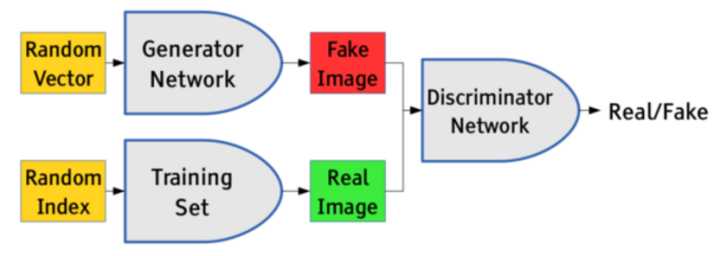 Random
Vector
Generator
Network
Fake
Image
Discriminator
Network
Real/Fake
Random
Index
Training
Set
Real
Image